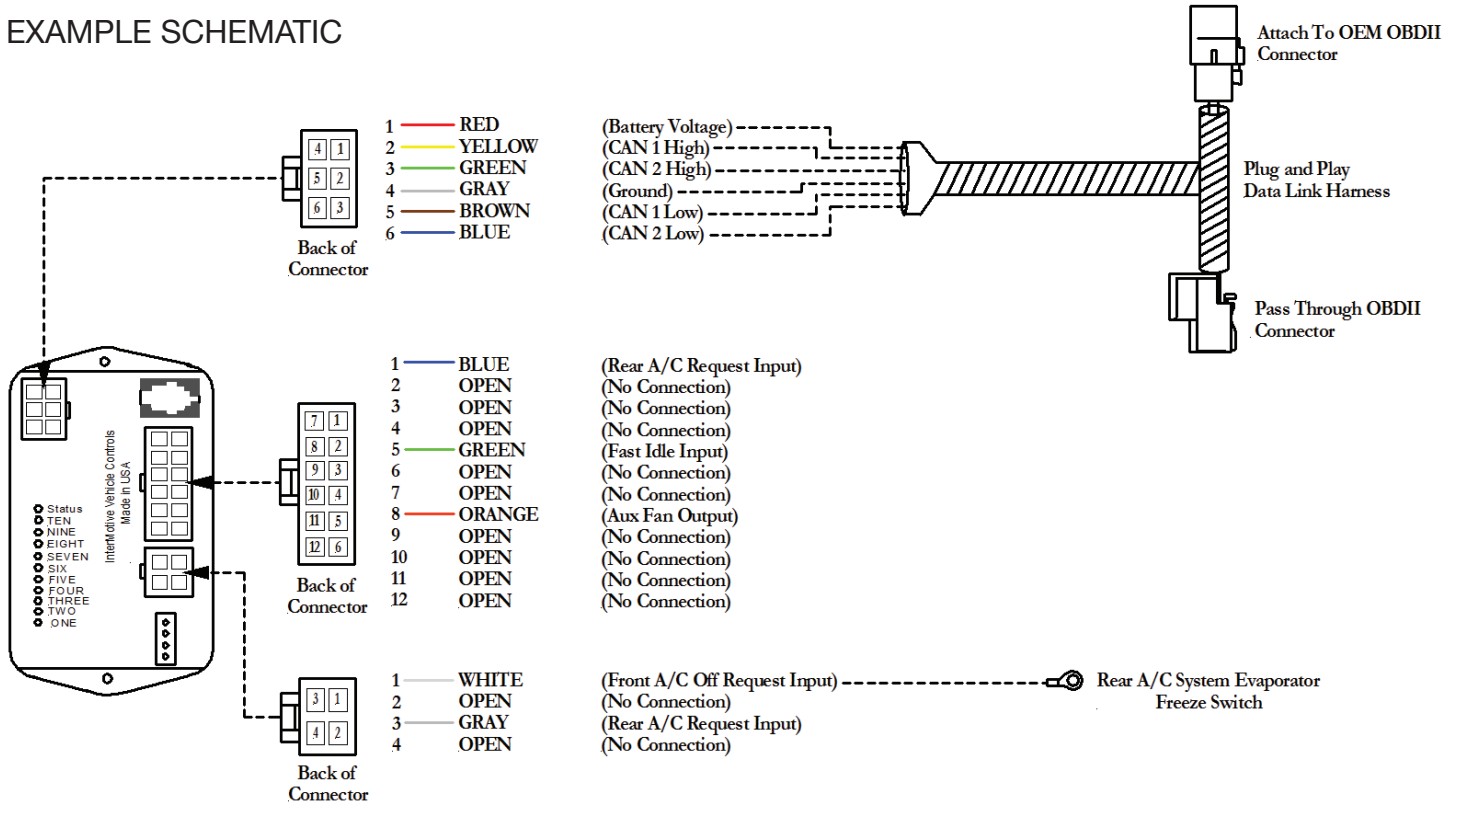 EXAMPLE SCHEMATIC
Attach To OEM OBDII
Connector
1 RED (Battery Voltage)
2 YELLOW (CAN 1 High)
3 GREEN (CAN 2 High)
4 GRAY (Ground)
5 BROWN (CAN 1 Low)
6 BLUE (CAN 2 Low)
4 1
5 2
6 3
Back of
Connector
Plug and Play
Data Link Harness
Pass Through OBDII
Connector
1 BLUE (Rear A/C Request Input)
2 OPEN (No Connection)
3 OPEN (No Connection)
4 OPEN (No Connection)
5 GREEN (Fast Idle Input)
6 OPEN (No Connection)
7 OPEN (No Connection)
8 ORANGE (Aux Fan Output)
9 OPEN (No Connection)
10 OPEN (No Connection)
11 OPEN (No Connection)
12 OPEN (No Connection)
7 1
8 2
9 3
10 4
11 5
12 6
Back of
Connector
InterMotive Vehicle Controls
Made in USA
Status
TEN
NINE
EIGHT
SEVEN
SIX
FIVE
FOUR
THREE
TWO
ONE
1 WHITE (Front A/C Off Request Input)
2 OPEN (No Connection)
3 GRAY (Rear A/C Request Input)
4 OPEN (No Connection)
3 1
4 2
Back of
Connector
Rear A/C System Evaporator
Freeze Switch